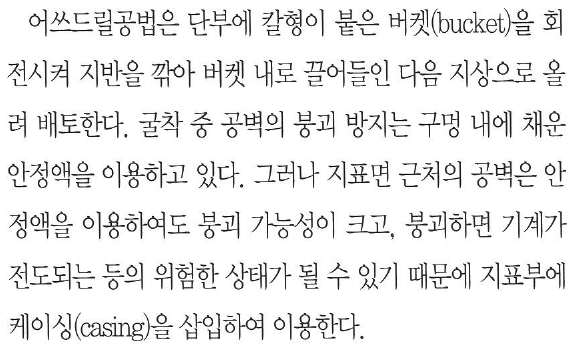 어쓰드릴공법은 단부에 칼형이 붙은 버켓(bucket)을 회
전시켜 지반을 깎아 버켓 내로 끌어들인 다음 지상으로 올
려 배토한다. 굴착 중 공벽의 붕괴 방지는 구멍 내에 채운
안정액을 이용하고 있다. 그러나 지표면 근처의 공벽은 안
정액을 이용하여도 붕괴 가능성이 크고, 붕괴하면 기계가
전도되는 등의 위험한 상태가 될 수 있기 때문에 지표부에
케이싱(casing)을 삽입하여 이용한다.